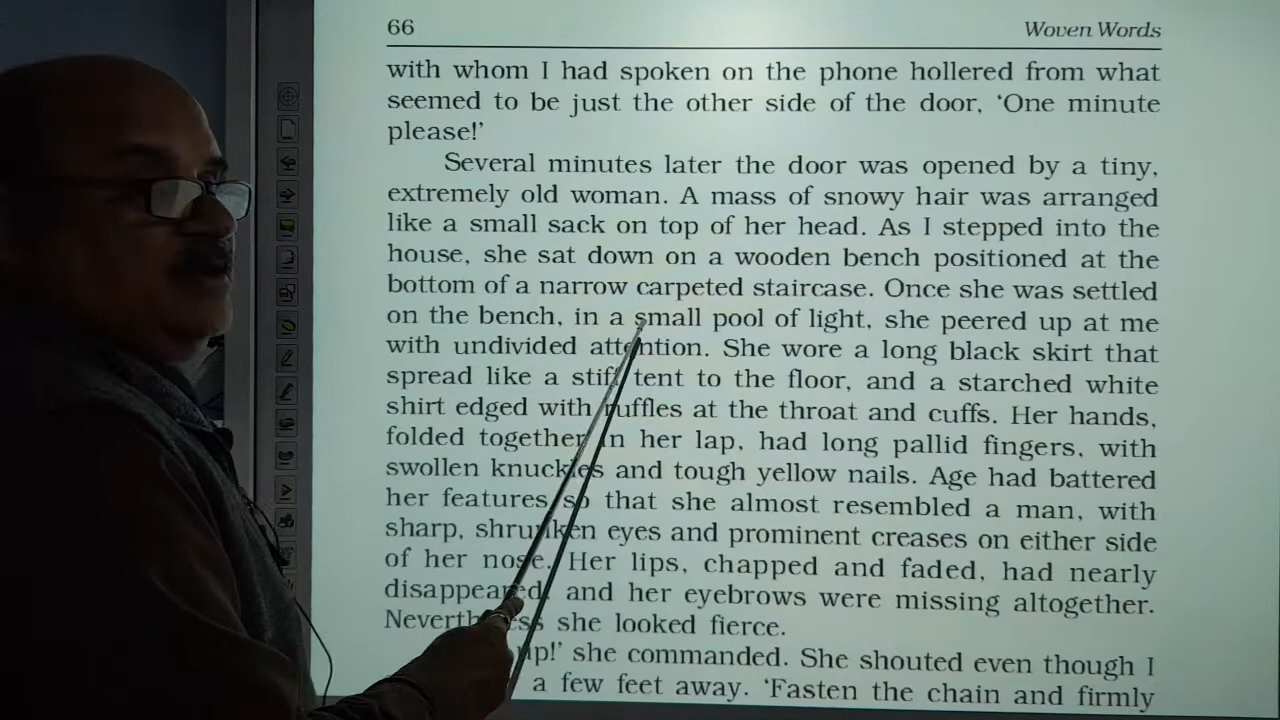 66 Woven Words
with whom I had spoken on the phone hollered from what
seemed to be just the other side of the door, ‘One minute
please!’
Several minutes later the door was opened by a tiny,
extremely old woman. A mass of snowy hair was arranged
like a small sack on top of her head. As I stepped into the
house, she sat down on a wooden bench positioned at the
bottom of a narrow carpeted staircase. Once she was settled
on the bench, in a small pool of light, she peered up at me
with undivided attention. She wore a long black skirt that
spread like a stiff tent to the floor, and a starched white
shirt edged with ruffles at the throat and cuffs. Her hands,
folded together in her lap, had long pallid fingers, with
swollen knuckles and tough yellow nails. Age had battered
her features so that she almost resembled a man, with
sharp, shrunken eyes and prominent creases on either side
of her nose. Her lips, chapped and faded, had nearly
disappeared, and her eyebrows were missing altogether.
Nevertheless she looked fierce.
up!’ she commanded. She shouted even though I
a few feet away. ‘Fasten the chain and firmly